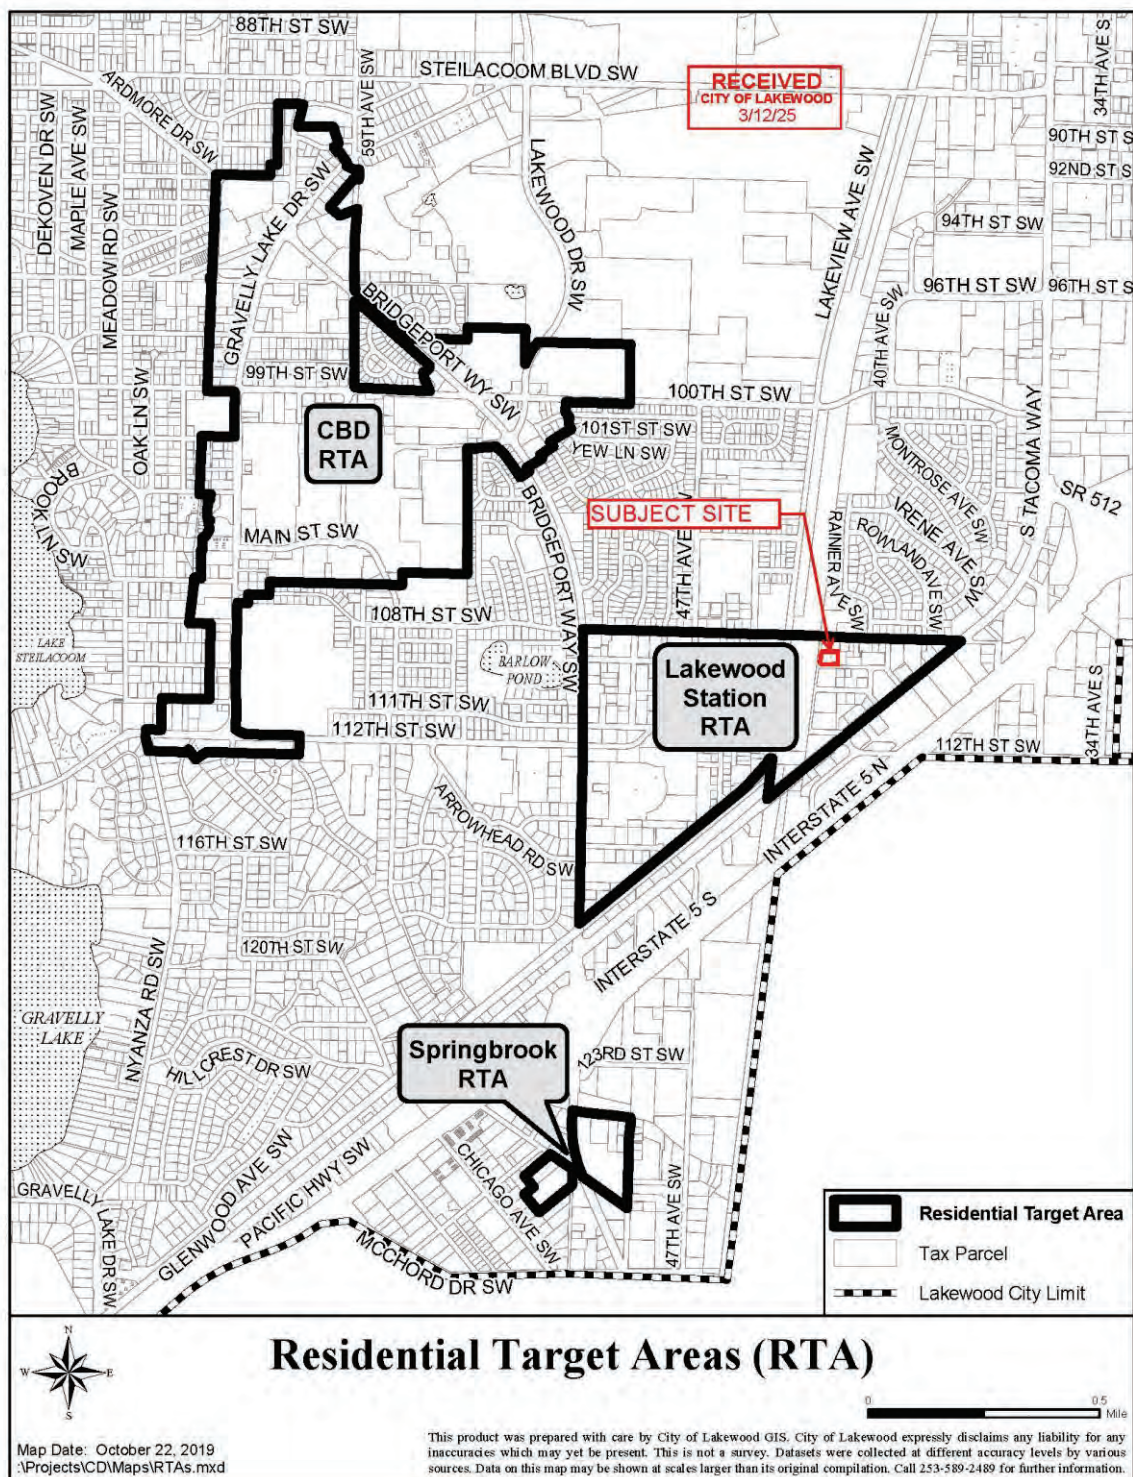 88TH ST SW
STEILACOOM BLVD SW
59TH AVE SW
34TH AVE S
RECEIVED
CITY OF LAKEWOOD
3/12/25
ARDMORE DR SW
DEKOVEN DR SW
MAPLE AVE SW
MEADOW RD SW
90TH ST S
92ND ST S
LAKEWOOD DR SW
LAKEVIEW AVE SW
94TH ST SW
96TH ST SW
96TH ST S
GRAVELLY LAKE DR SW
BRIDGEPORT WY SW
40TH AVE SW
99TH ST SW
100TH ST SW
OAK LN SW
CBD
RTA
101ST ST SW
YEW LN SW
S TACOMA WAY
MONTROSE AVE SW
SR 512
BROOK LN SW
BRIDGEPORT WAY SW
SUBJECT SITE
IRENE AVE SW
ROWLAND AVE SW
RAINIER AVE SW
MAIN ST SW
47TH AVE SW
108TH ST SW
LAKE
STEILACOOM
BARLOW
POND
Lakewood
Station
RTA
34TH AVE S
111TH ST SW
112TH ST SW
112TH ST SW
ARROWHEAD RD SW
INTERSTATE 5 N
116TH ST SW
INTERSTATE 5 S
120TH ST SW
NYANZA RD SW
GRAVELLY
LAKE
HILLCREST DR SW
Springbrook
RTA
123RD ST SW
CHICAGO AVE SW
GLENWOOD AVE SW
PACIFIC HWY SW
GRAVELLY LAKE DR SW
47TH AVE SW
MCCHORD DR SW
Residential Target Area
Tax Parcel
Lakewood City Limit
N
W
E
S
Residential Target Areas (RTA)
0
0.5
Mile
Map Date: October 22, 2019
:\Projects\CD\Maps\RTAs.mxd
This product was prepared with care by City of Lakewood GIS. City of Lakewood expressly disclaims any liability for any
inaccuracies which may yet be present. This is not a survey. Datasets were collected at different accuracy levels by various
sources. Data on this map may be shown at scales larger than its original compilation. Call 253-589-2489 for further information.